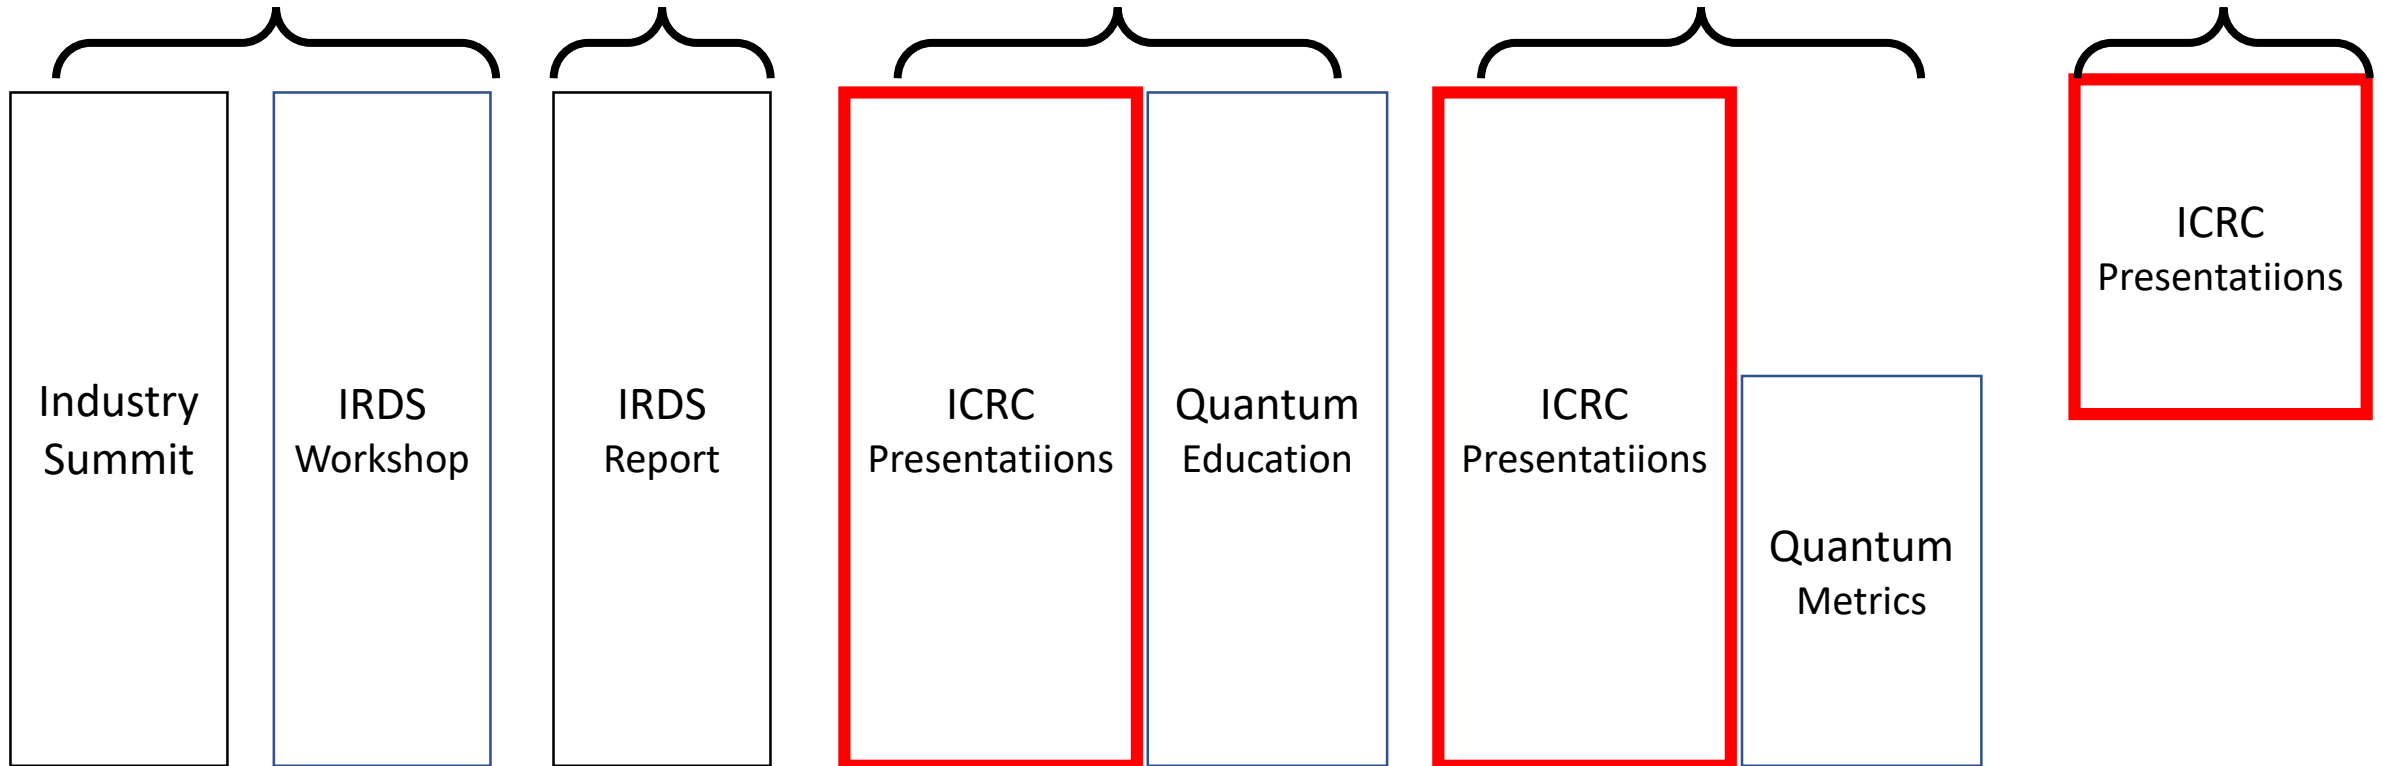 Industry
Summit
IRDS
Workshop
IRDS
Report
ICRC
Presentatiions
Quantum
Education
ICRC
Presentatiions
Quantum
Metrics
ICRC
Presentatiions